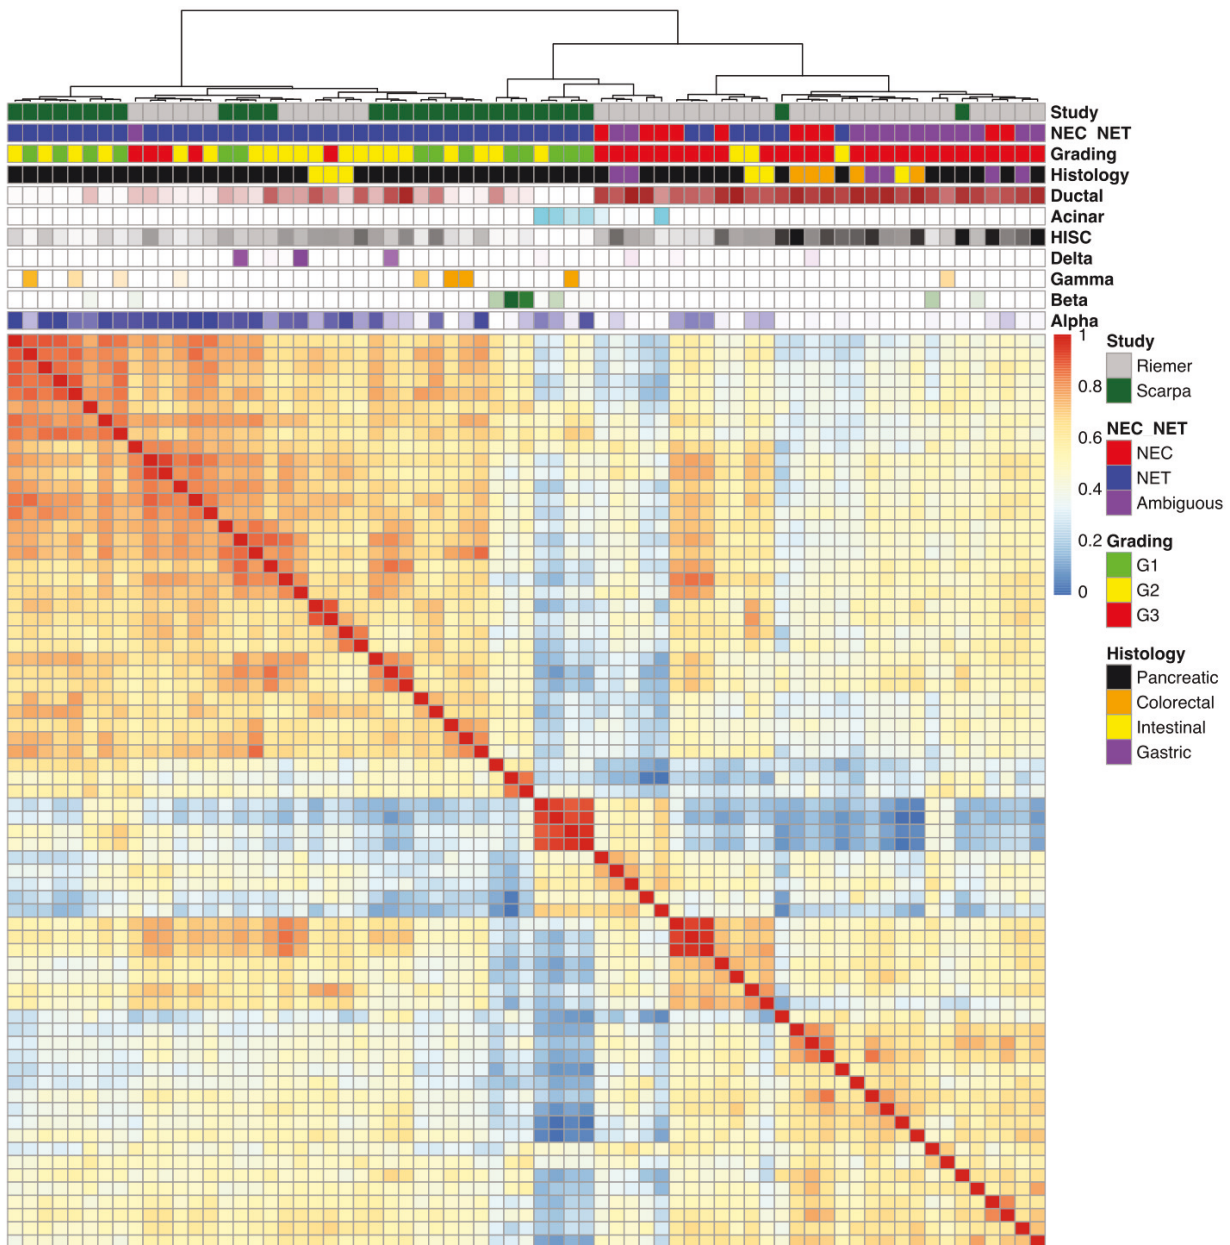 Study
NEC NET
Grading
Histology
Ductal
Acinar
HISC
Delta
Gamma
Beta
Alpha
1
0.8
0.6
0.4
0.2
0
Study
Riemer
Scarpa
NEC NET
NEC
NET
Ambiguous
Grading
G1
G2
G3
Histology
Pancreatic
Colorectal
Intestinal
Gastric